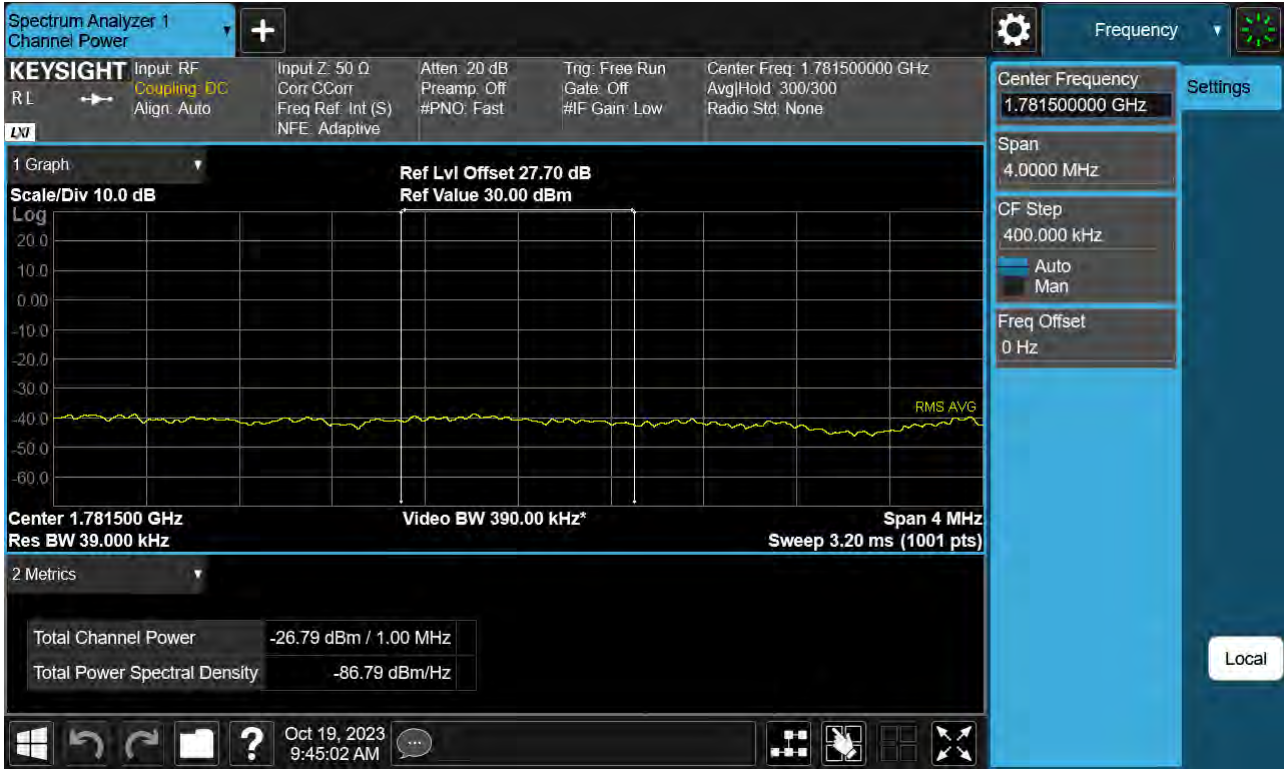 Spectrum Analyzer 1
Channel Power
+
Frequency
KEYSIGHT
R L
LXI
Input: RF
Coupling: DC
Align: Auto
Input Z: 50 Ω
Corr CCorr
Freq Ref: Int (S)
NFE: Adaptive
Atten: 20 dB
Preamp: Off
#PNO: Fast
Trig: Free Run
Gate: Off
#IF Gain: Low
Center Freq: 1.781500000 GHz
Avg|Hold: 300/300
Radio Std: None
Center Frequency
1.781500000 GHz
Settings
Span
4.0000 MHz
CF Step
400.000 kHz
Auto
Man
Freq Offset
0 Hz
1 Graph
Scale/Div 10.0 dB
Ref Lvl Offset 27.70 dB
Ref Value 30.00 dBm
Log
20.0
10.0
0.00
-10.0
-20.0
-30.0
-40.0
-50.0
-60.0
RMS AVG
Center 1.781500 GHz
Res BW 39.000 kHz
Video BW 390.00 kHz*
Span 4 MHz
Sweep 3.20 ms (1001 pts)
2 Metrics
Total Channel Power -26.79 dBm / 1.00 MHz
Total Power Spectral Density -86.79 dBm/Hz
Local
?
Oct 19, 2023
9:45:02 AM